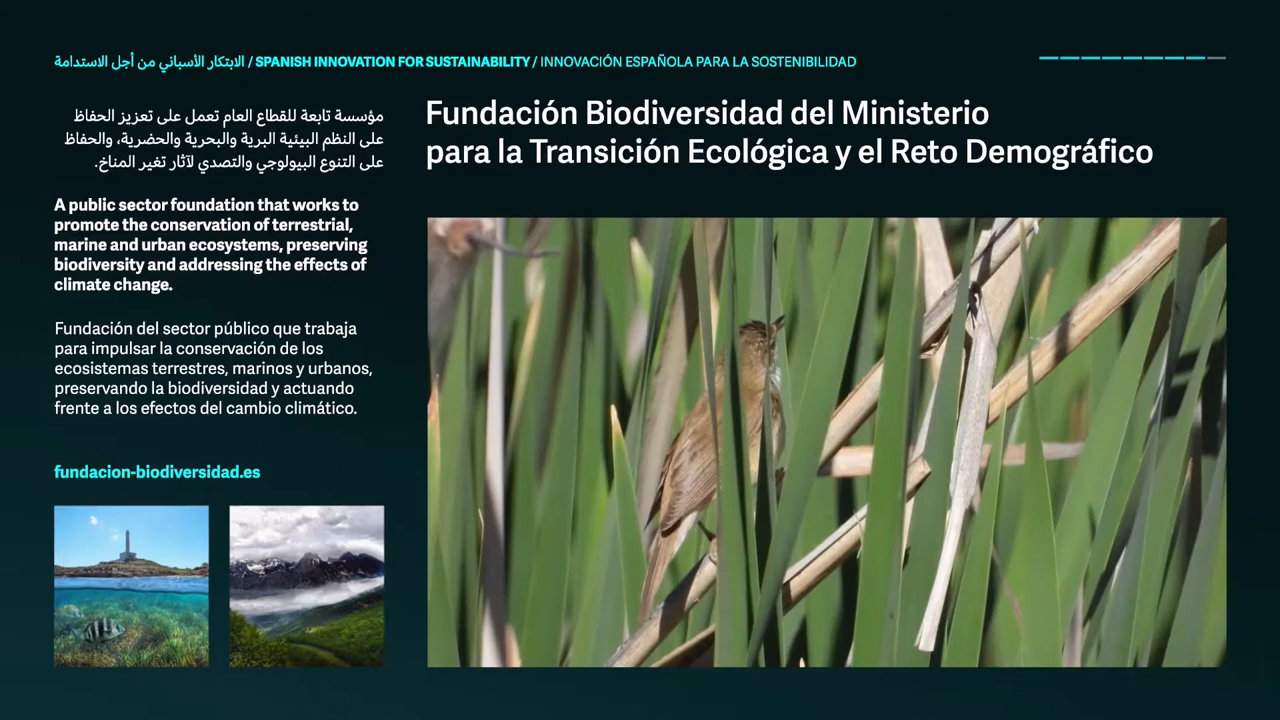 الابتكار الأسباني من أجل الاستدامة / SPANISH INNOVATION FOR SUSTAINABILITY / INNOVACIÓN ESPAÑOLA PARA LA SOSTENIBILIDAD
مؤسسة تابعة للقطاع العام تعمل على تعزيز الحفاظ
على النظم البيئية البرية والبحرية والحضرية، والحفاظ
على التنوع البيولوجي والتصدي لآثار تغير المناخ.
A public sector foundation that works to
promote the conservation of terrestrial,
marine and urban ecosystems, preserving
biodiversity and addressing the effects of
climate change.
Fundación del sector público que trabaja
para impulsar la conservación de los
ecosistemas terrestres, marinos y urbanos,
preservando la biodiversidad y actuando
frente a los efectos del cambio climático.
fundacion-biodiversidad.es
Fundación Biodiversidad del Ministerio
para la Transición Ecológica y el Reto Demográfico